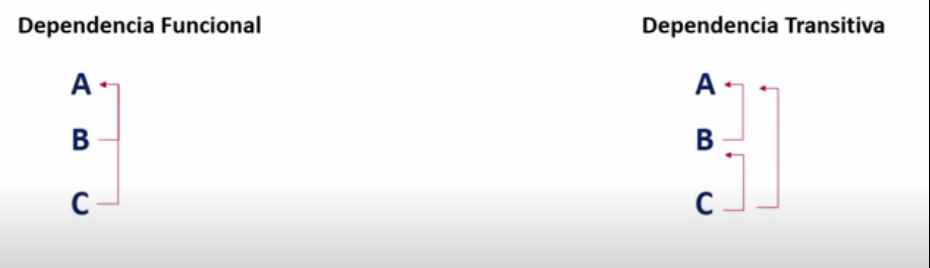 Dependencia Funcional
A
B
C
Dependencia Transitiva
A
B
C